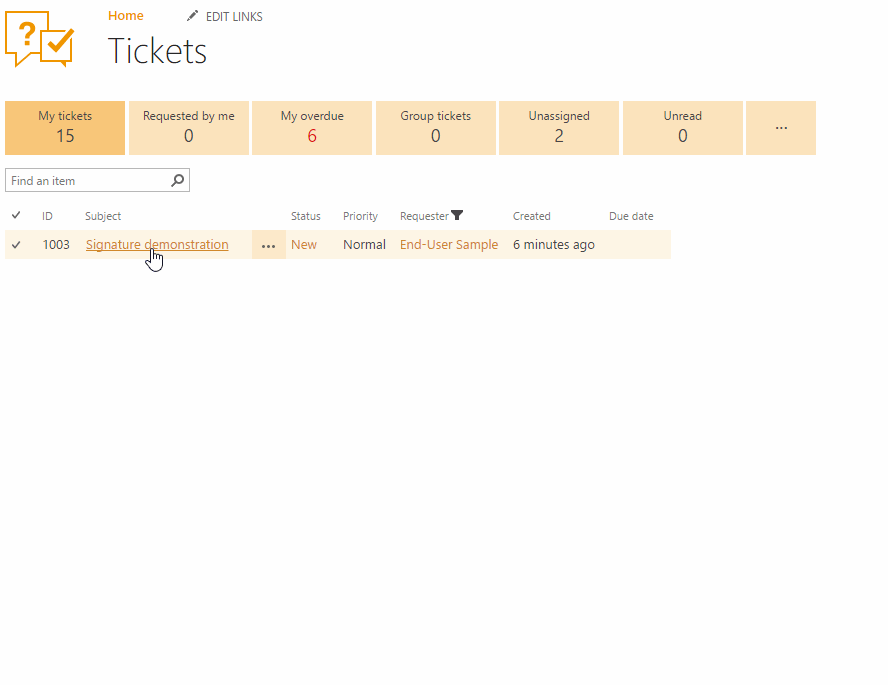 Home EDIT LINKS
Tickets
My tickets Requested by me My overdue Group tickets Unassigned Unread ...
15 0 6 0 2 0
Find an item
ID Subject Status Priority Requester Created Due date
1003 Signature demonstration ... New Normal End-User Sample 6 minutes ago